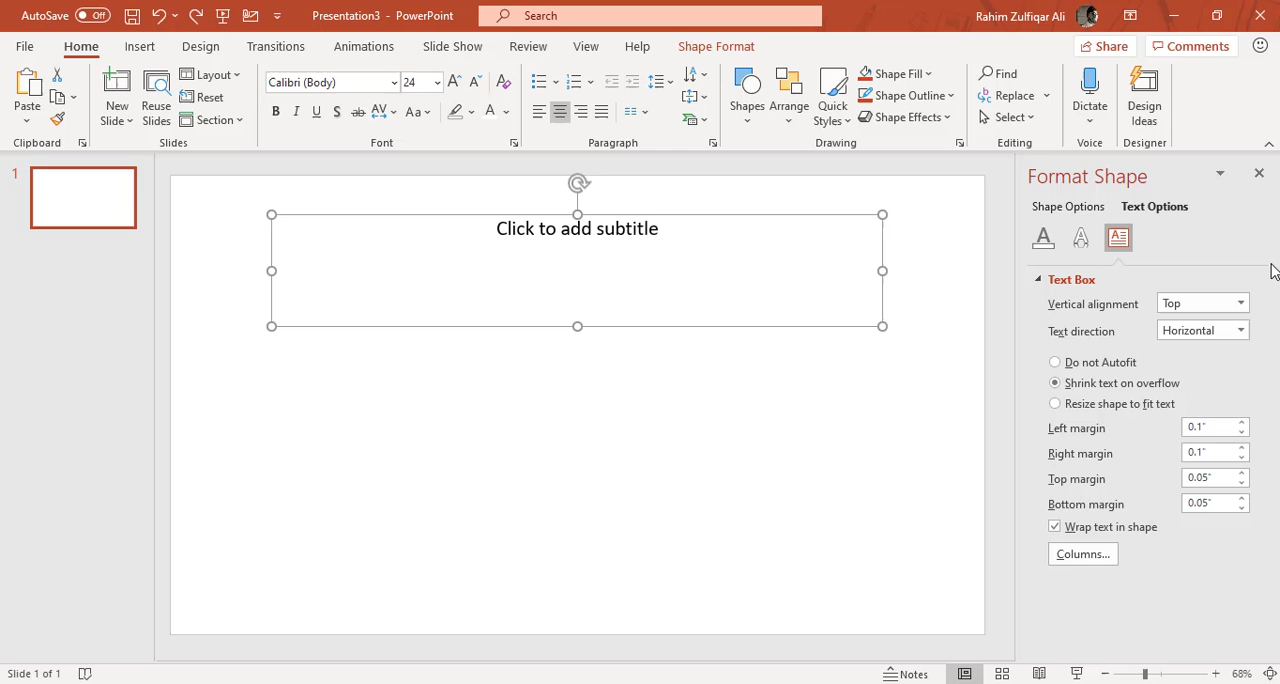 AutoSave Off
Presentation3 - PowerPoint
Search
Rahim Zulfiqar Ali
File Home Insert Design Transitions Animations Slide Show Review View Help Shape Format
Share Comments
Paste
Clipboard
New Slide
Reuse Slides
Layout
Reset
Section
Slides
Calibri (Body) 24
B I U S ab AV Aa A
Font
Paragraph
Shapes
Arrange
Quick Styles
Shape Fill
Shape Outline
Shape Effects
Drawing
Find
Replace
Select
Editing
Dictate
Voice
Design Ideas
Designer
1
Click to add subtitle
Format Shape
Shape Options Text Options
Text Box
Vertical alignment Top
Text direction Horizontal
Do not Autofit
Shrink text on overflow
Resize shape to fit text
Left margin 0.1"
Right margin 0.1"
Top margin 0.05"
Bottom margin 0.05"
Wrap text in shape
Columns...
Slide 1 of 1
Notes
68%